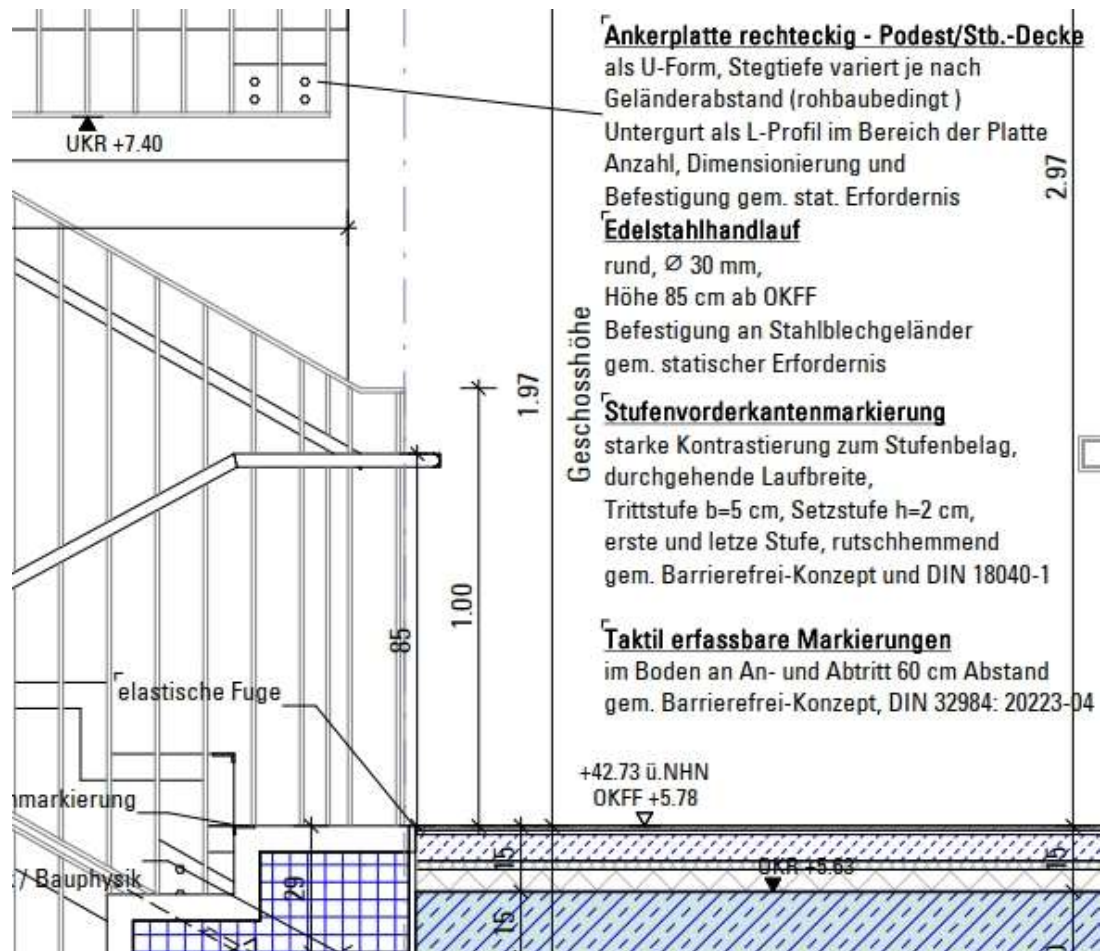 Ankerplatte rechteckig - Podest/Stb.-Decke
als U-Form, Stegtiefe variert je nach
Geländerabstand (rohbaubedingt )
Untergurt als L-Profil im Bereich der Platte
Anzahl, Dimensionierung und
Befestigung gem. stat. Erfordernis
Edelstahlhandlauf
rund, Ø 30 mm,
Höhe 85 cm ab OKFF
Befestigung an Stahlblechgeländer
gem. statischer Erfordernis
Stufenvorderkantenmarkierung
starke Kontrastierung zum Stufenbelag,
durchgehende Laufbreite,
Trittstufe b=5 cm, Setzstufe h=2 cm,
erste und letze Stufe, rutschhemmend
gem. Barrierefrei-Konzept und DIN 18040-1
Taktil erfassbare Markierungen
im Boden an An- und Abtritt 60 cm Abstand
gem. Barrierefrei-Konzept, DIN 32984: 20223-04
UKR +7.40
2.97
1.97
Geschosshöhe
1.00
85
elastische Fuge
+42.73 ü.NHN
OKFF +5.78
nmarkierung
/ Bauphysik
29
15
OKR +5.63
15
15